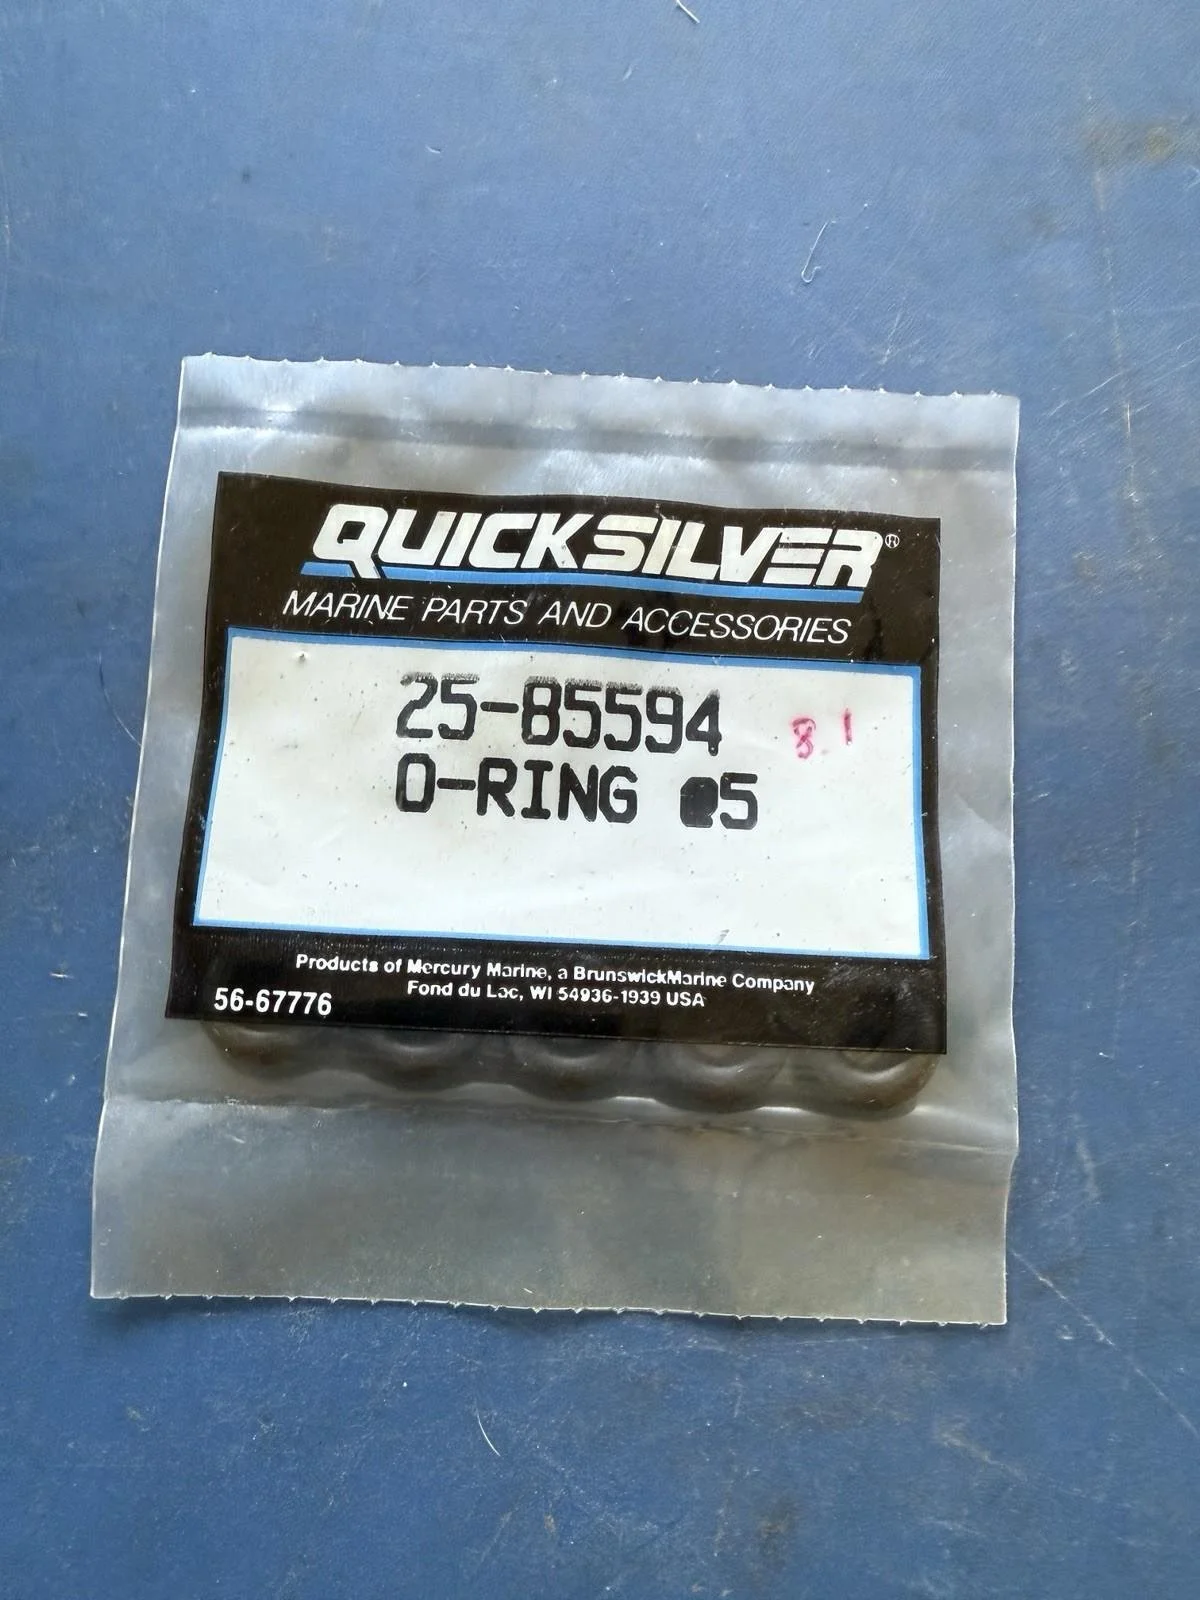 QUICKSILVER®
MARINE PARTS AND ACCESSORIES
25-85594
8.1
O-RING @5
Products of Mercury Marine, a BrunswickMarine Company
Fond du Lac, WI 54936-1939 USA
56-67776